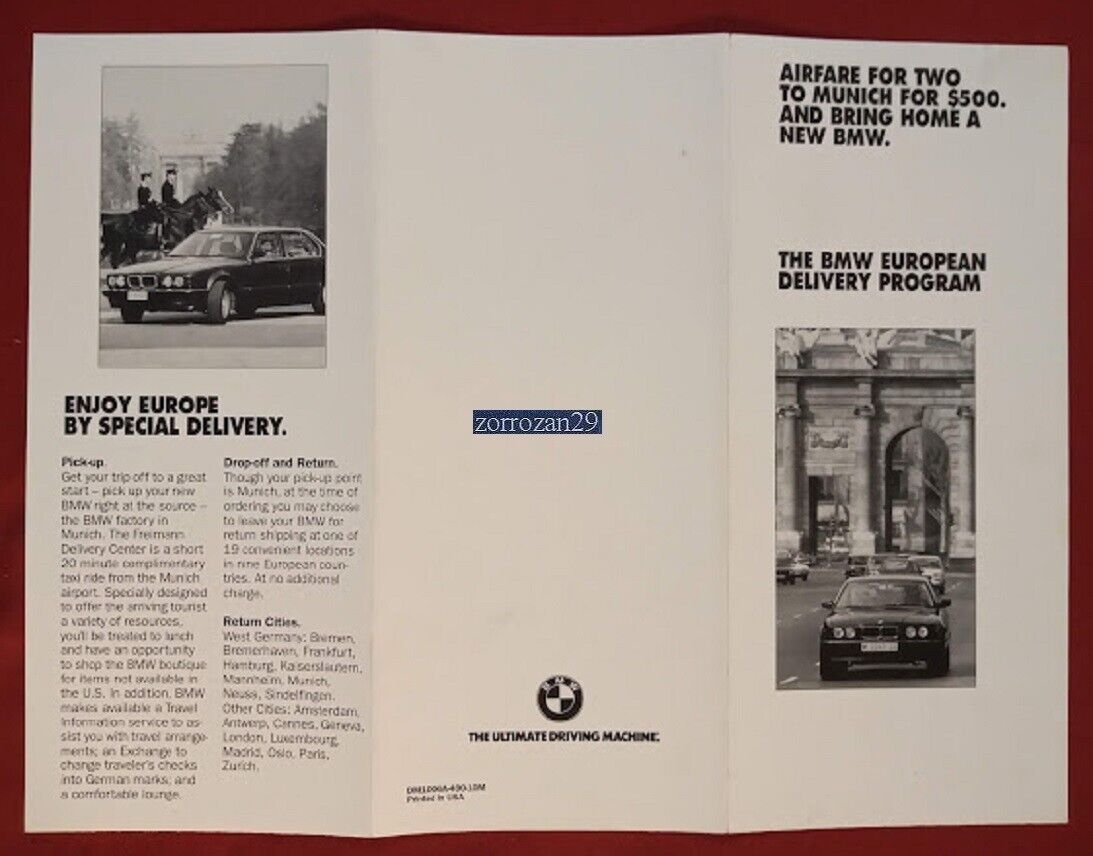 ENJOY EUROPE
BY SPECIAL DELIVERY.
Pick-up.
Get your trip off to a great
start – pick up your new
BMW right at the source –
the BMW factory in
Munich. The Freimann
Delivery Center is a short
20 minute complimentary
taxi ride from the Munich
airport. Specially designed
to offer the arriving tourist
a variety of resources,
you'll be treated to lunch
and have an opportunity
to shop the BMW boutique
for items not available in
the U.S. In addition, BMW
makes available a Travel
Information service to as-
sist you with travel arrange-
ments; an Exchange to
change traveler's checks
into German marks; and
a comfortable lounge.
Drop-off and Return.
Though your pick-up point
is Munich, at the time of
ordering you may choose
to leave your BMW for
return shipping at one of
19 convenient locations
in nine European coun-
tries. At no additional
charge.
Return Cities.
West Germany: Bremen,
Bremerhaven, Frankfurt,
Hamburg, Kaiserslautern,
Mannheim, Munich,
Neuss, Sindelfingen.
Other Cities: Amsterdam,
Antwerp, Cannes, Geneva,
London, Luxembourg,
Madrid, Oslo, Paris,
Zurich.
zorrozan29
BMW
THE ULTIMATE DRIVING MACHINE.
Printed in USA
AIRFARE FOR TWO
TO MUNICH FOR $500.
AND BRING HOME A
NEW BMW.
THE BMW EUROPEAN
DELIVERY PROGRAM